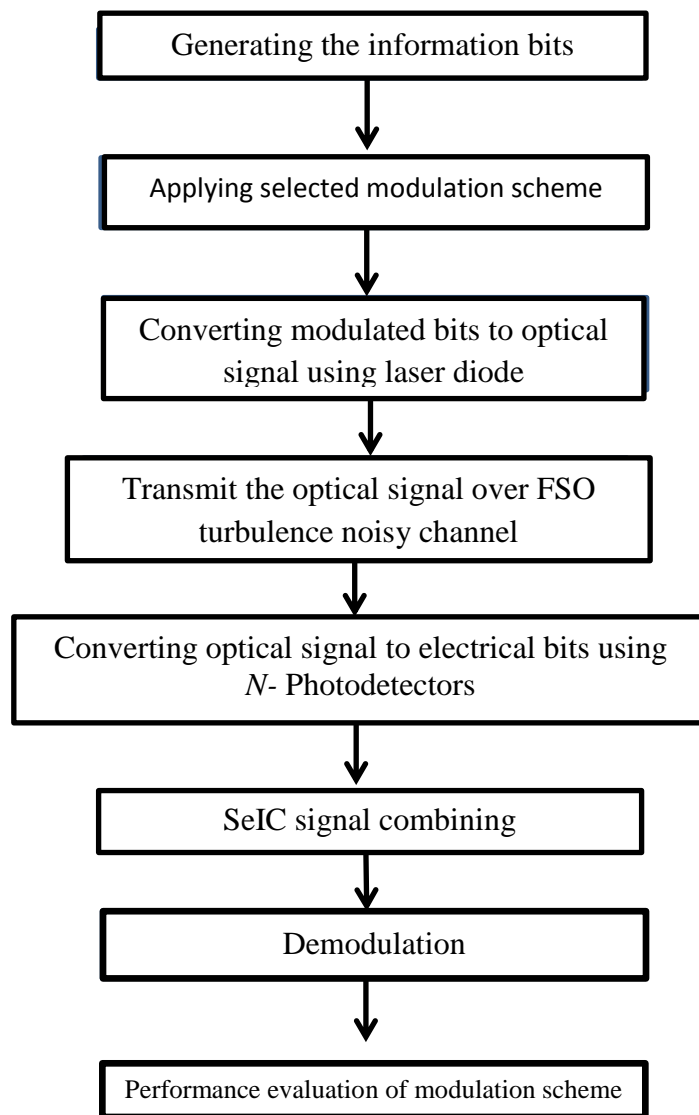 Generating the information bits
Applying selected modulation scheme
Converting modulated bits to optical
signal using laser diode
Transmit the optical signal over FSO
turbulence noisy channel
Converting optical signal to electrical bits using
N- Photodetectors
SeIC signal combining
Demodulation
Performance evaluation of modulation scheme